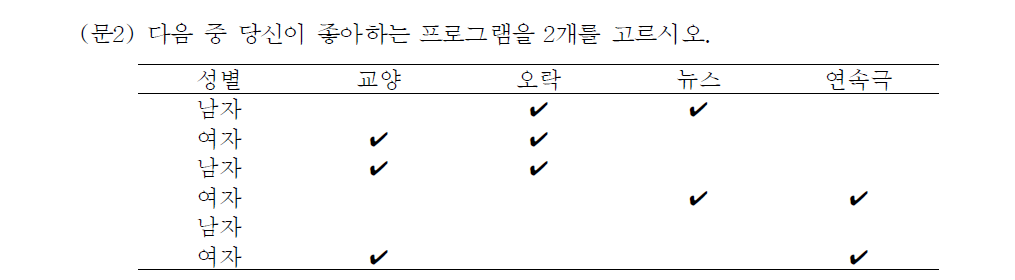 (문2) 다음 중 당신이 좋아하는 프로그램을 2개를 고르시오.
성별 교양 오락 뉴스 연속극
남자 ✔ ✔
여자 ✔ ✔
남자 ✔ ✔
여자 ✔ ✔
남자
여자 ✔ ✔